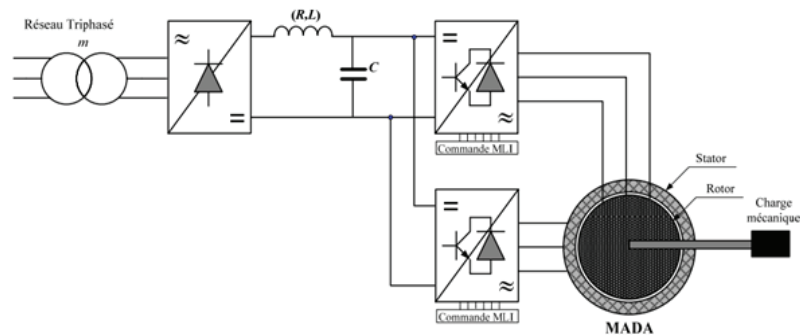 Réseau Triphasé
m
(R,L)
C
Commande MLI
Commande MLI
Stator
Rotor
Charge
mécanique
MADA